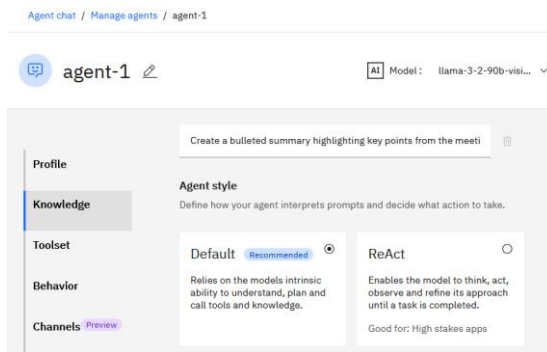 Agent chat / Manage agents / agent-1
agent-1
AI Model: llama-3-2-90b-visi...
Create a bulleted summary highlighting key points from the meeti
Profile
Knowledge
Toolset
Behavior
Channels Preview
Agent style
Define how your agent interprets prompts and decide what action to take.
Default Recommended
Relies on the models intrinsic
ability to understand, plan and
call tools and knowledge.
ReAct
Enables the model to think, act,
observe and refine its approach
until a task is completed.
Good for: High stakes apps